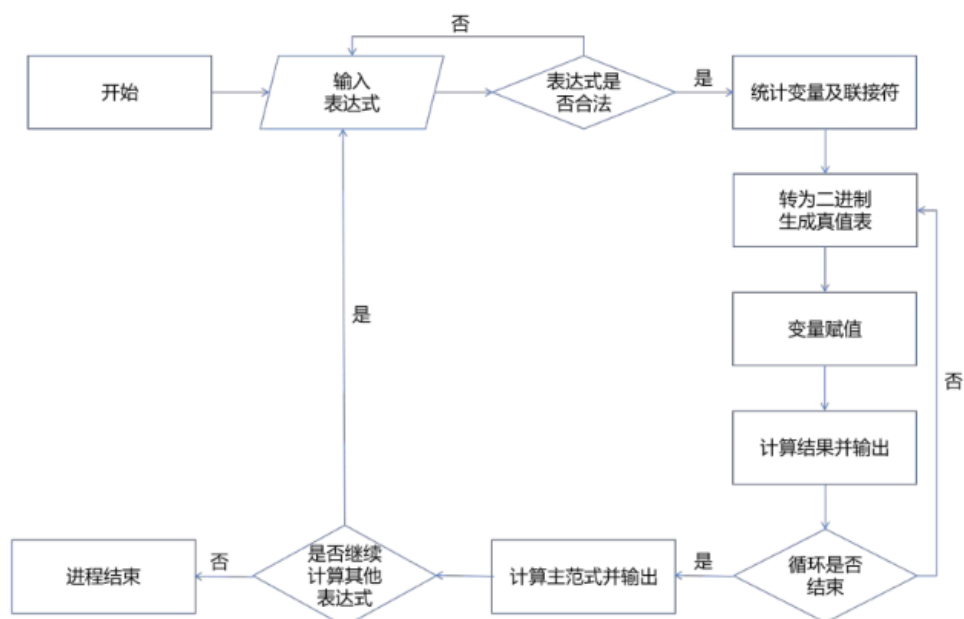 否
开始
输入
表达式
表达式是
否合法
是
统计变量及联接符
转为二进制
生成真值表
是
变量赋值
否
计算结果并输出
进程结束
否
是否继续
计算其他
表达式
计算主范式并输出
是
循环是否
结束